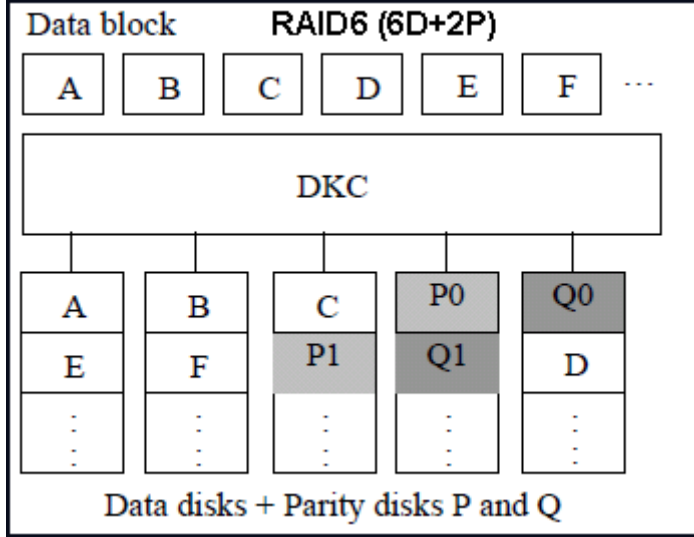 Data block RAID6 (6D+2P)
A B C D E F ...
DKC
A B C P0 Q0
E F P1 Q1 D
: : : : :
: : : : :
Data disks + Parity disks P and Q